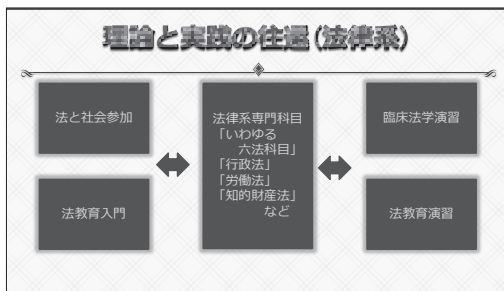 理論と実践の往還(法律系)
法と社会参加
法教育入門
法律系専門科目
「いわゆる
六法科目」
「行政法」
「労働法」
「知的財産法」
など
臨床法学演習
法教育演習